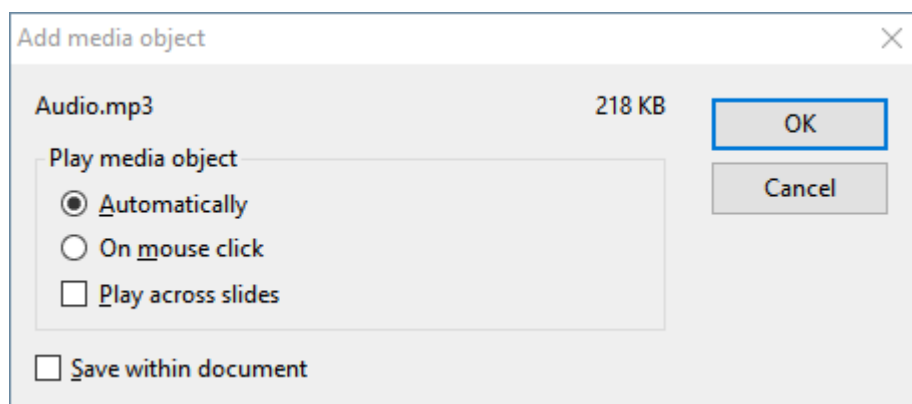 Add media object
Audio.mp3 218 KB
OK
Play media object
Automatically
Cancel
On mouse click
Play across slides
Save within document